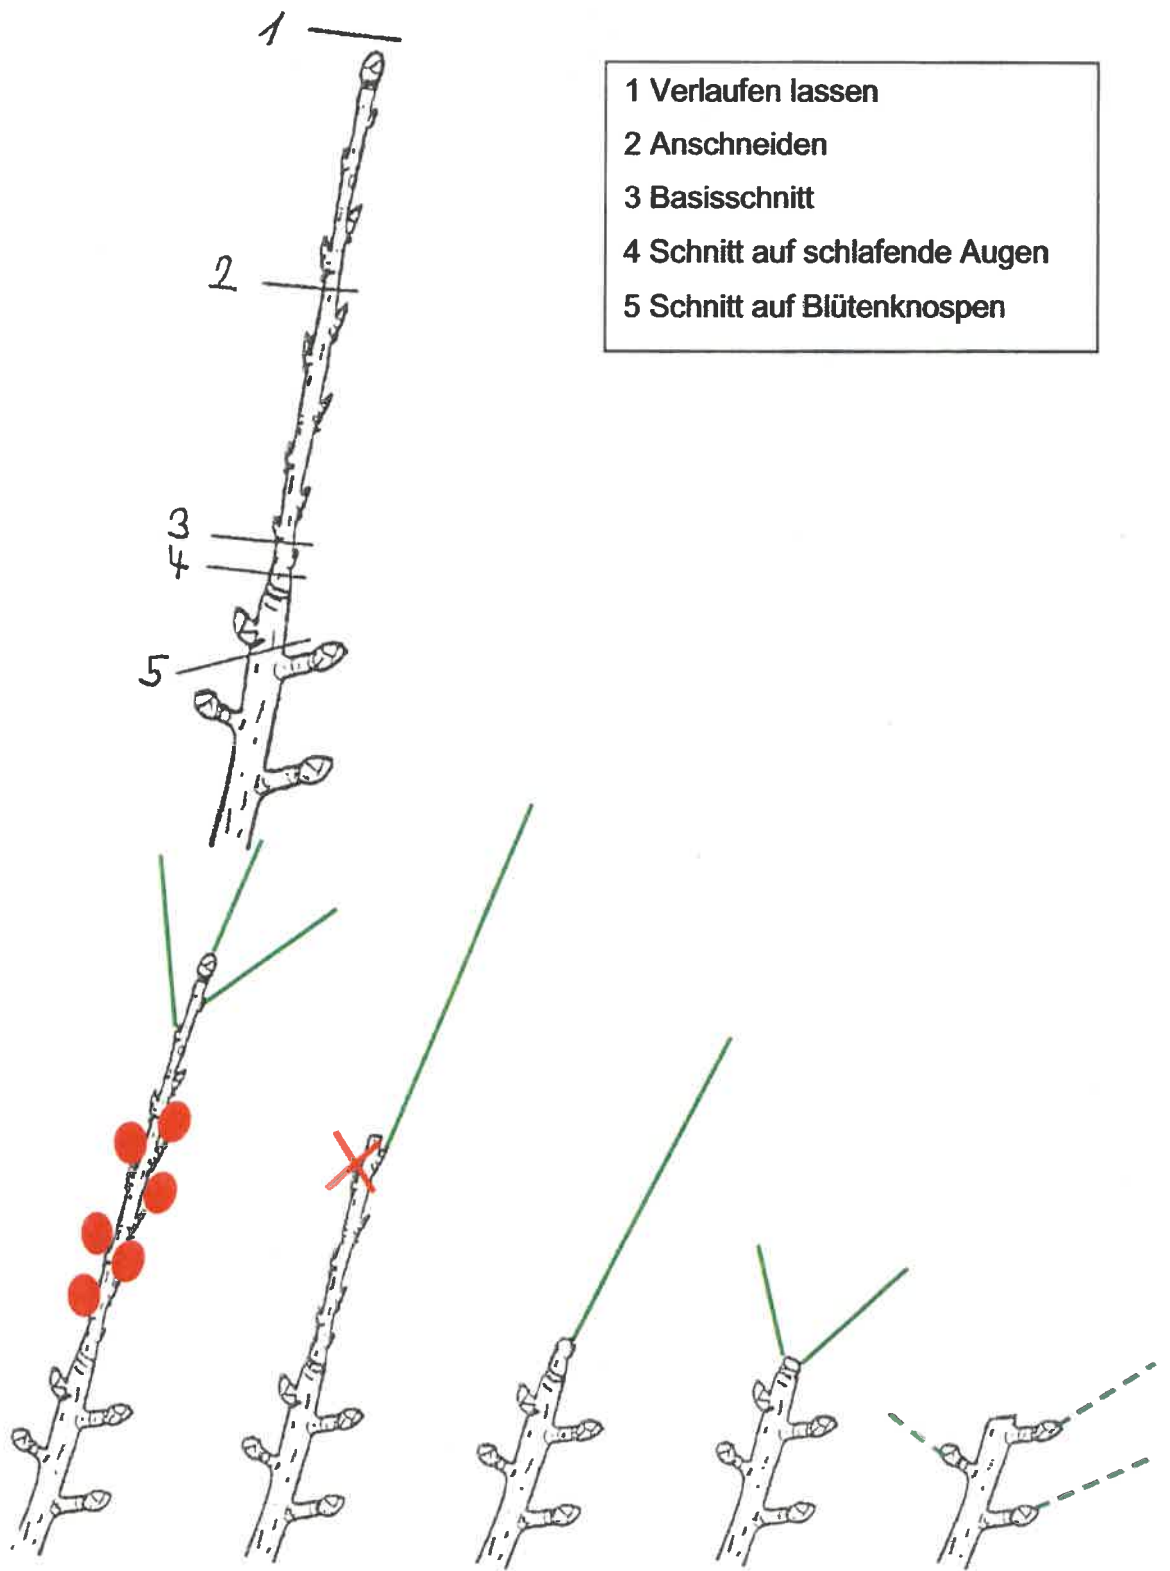 1
1 Verlaufen lassen
2 Anschneiden
3 Basisschnitt
4 Schnitt auf schlafende Augen
5 Schnitt auf Blütenknospen
2
3
4
5